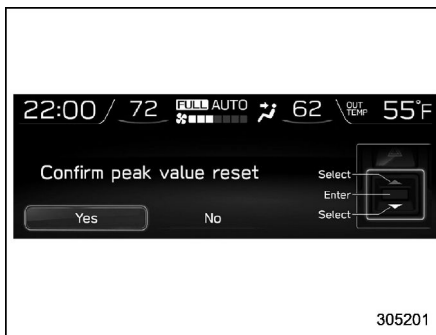 22:00 72 FULL AUTO 62 OUT TEMP 55°F
Confirm peak value reset
Select
Enter
Select
Yes No
305201